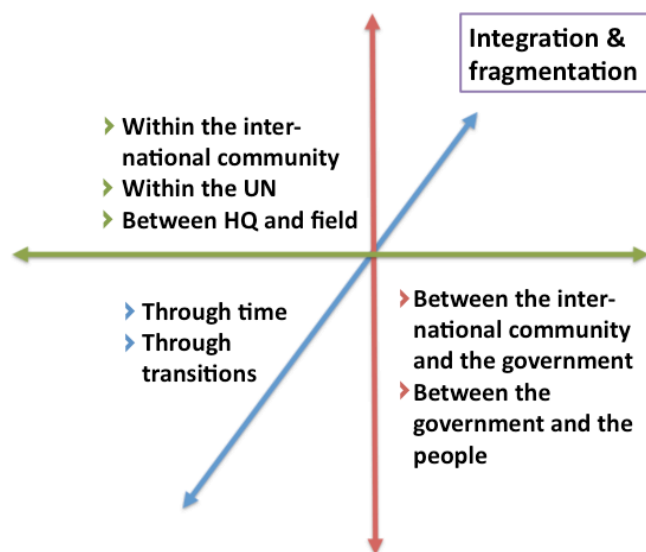 Integration &
fragmentation
Within the inter-
national community
Within the UN
Between HQ and field
Through time
Through
transitions
Between the inter-
national community
and the government
Between the
government and the
people